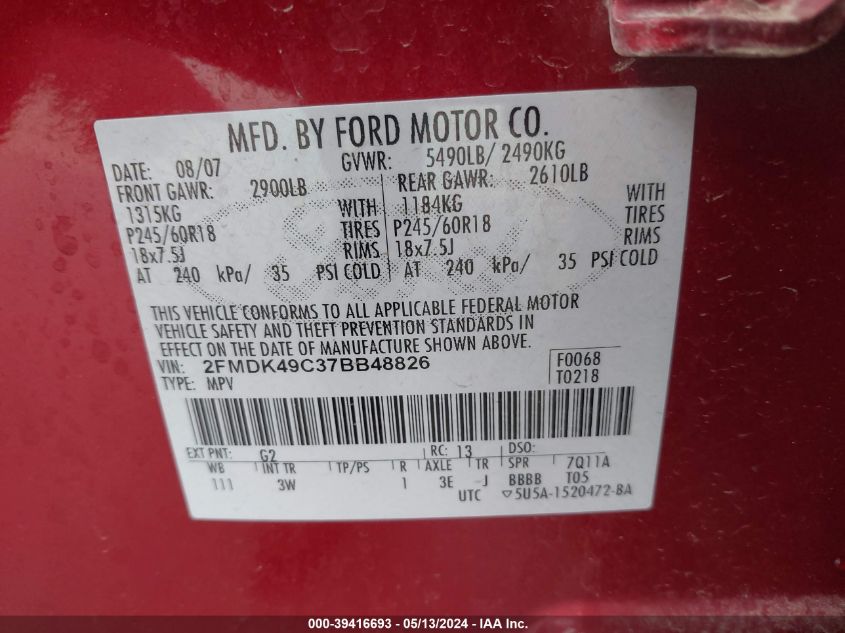 MFD. BY FORD MOTOR CO.
DATE: 08/07 GVWR: 5490LB/ 2490KG
FRONT GAWR: 2900LB REAR GAWR: 2610LB
1315KG WITH 1184KG WITH
P245/60R18 TIRES P245/60R18 TIRES
18x7.5J RIMS 18x7.5J RIMS
AT 240 kPa/ 35 PSI COLD AT 240 kPa/ 35 PSI COLD
THIS VEHICLE CONFORMS TO ALL APPLICABLE FEDERAL MOTOR
VEHICLE SAFETY AND THEFT PREVENTION STANDARDS IN
EFFECT ON THE DATE OF MANUFACTURE SHOWN ABOVE.
VIN: 2FMDK49C37BB48826 F0068
TYPE: MPV T0218
EXT PNT: G2 RC: 13 DSO:
WB INT TR TP/PS R AXLE TR SPR 7Q11A
111 3W 1 3E J BBBB T05
UTC ▽5U5A-1520472-BA
000-39416693 - 05/13/2024 - IAA Inc.